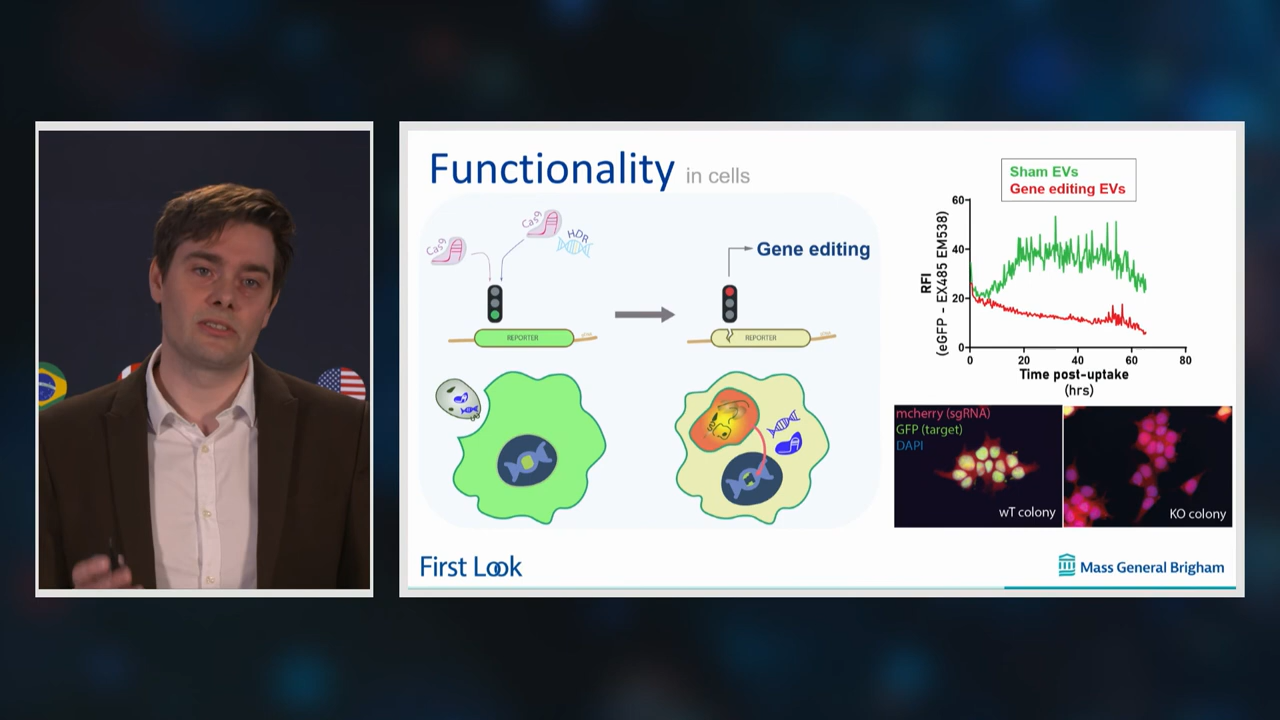 Functionality in cells
Cas9
Cas9
HDR
REPORTER
Gene editing
REPORTER
Sham EVs
Gene editing EVs
RFI
(eGFP - EX485 EM538)
60
40
20
0
0 20 40 60 80
Time post-uptake
(hrs)
mcherry (sgRNA)
GFP (target)
DAPI
wT colony
KO colony
First Look
Mass General Brigham